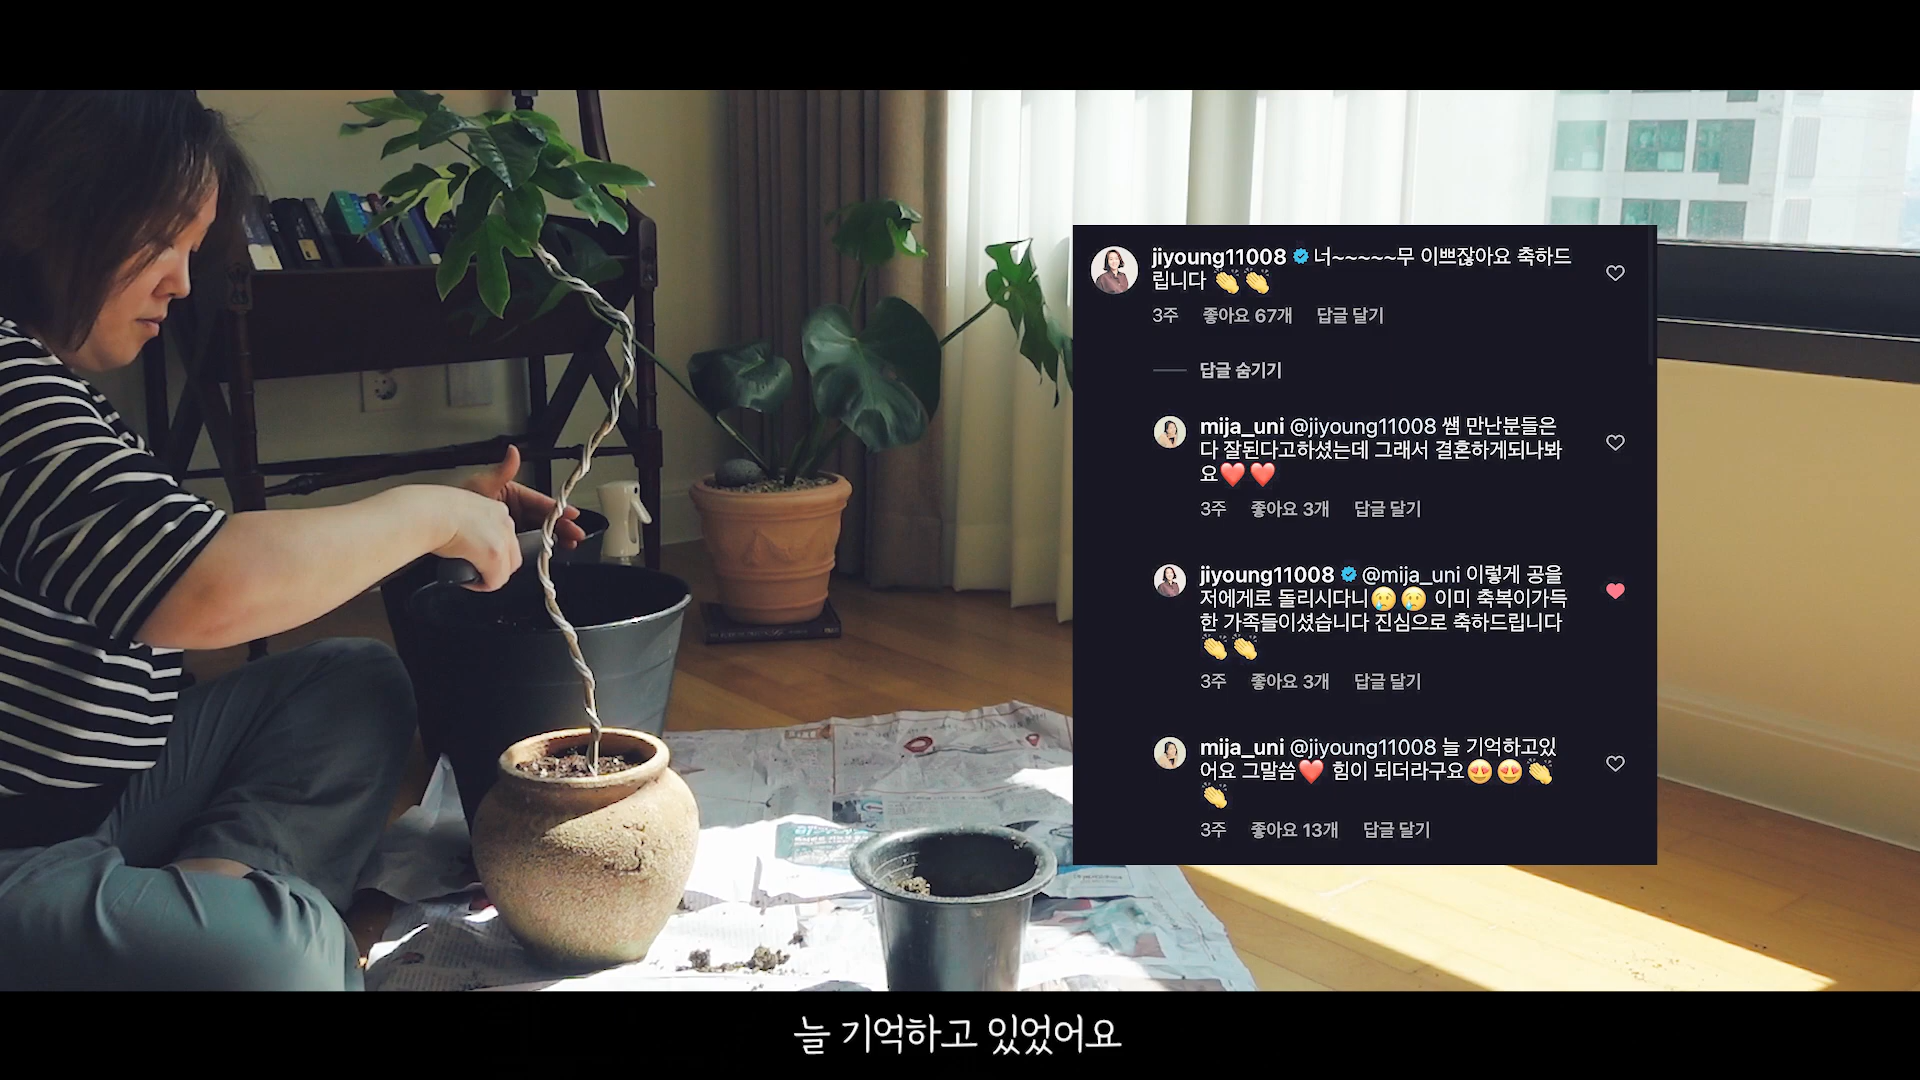 jiyoung11008 너~~~~~무 이쁘잖아요 축하드
립니다 👏👏
3주 좋아요 67개 답글 달기
답글 숨기기
mija_uni @jiyoung11008 쌤 만난분들은
다 잘된다고하셨는데 그래서 결혼하게되나봐
요❤️❤️
3주 좋아요 3개 답글 달기
jiyoung11008 @mija_uni 이렇게 공을
저에게로 돌리시다니😢😢 이미 축복이가득
한 가족들이셨습니다 진심으로 축하드립니다
👏👏
3주 좋아요 3개 답글 달기
mija_uni @jiyoung11008 늘 기억하고있
어요 그말씀❤️ 힘이 되더라구요😍😍👏
👏
3주 좋아요 13개 답글 달기
늘 기억하고 있었어요